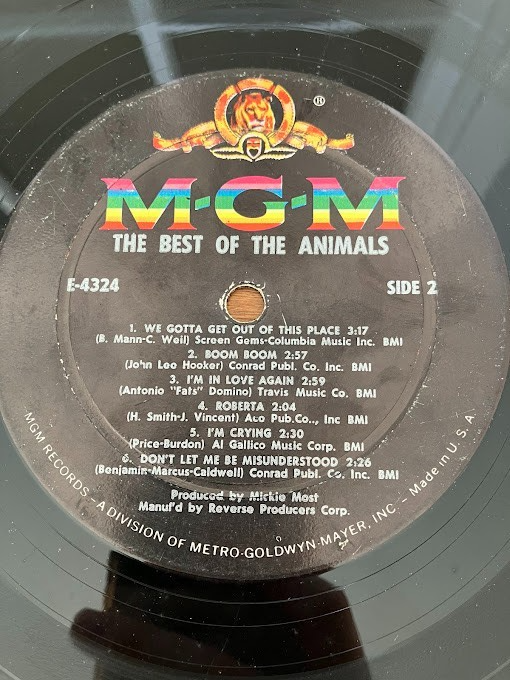 ®
M-G-M
THE BEST OF THE ANIMALS
E-4324 SIDE 2
1. WE GOTTA GET OUT OF THIS PLACE 3:17
(B. Mann-C. Weil) Screen Gems-Columbia Music Inc. BMI
2. BOOM BOOM 2:57
(John Lee Hooker) Conrad Publ. Co. Inc. BMI
3. I'M IN LOVE AGAIN 2:59
(Antonio "Fats" Domino) Travis Music Co. BMI
4. ROBERTA 2:04
(H. Smith-J. Vincent) Ace Pub.Co., Inc BMI
5. I'M CRYING 2:30
(Price-Burdon) Al Gallico Music Corp. BMI
6. DON'T LET ME BE MISUNDERSTOOD 2:26
(Benjamin-Marcus-Caldwell) Conrad Publ. Co. Inc. BMI
Produced by Mickie Most
Manuf'd by Reverse Producers Corp.
MGM RECORDS - A DIVISION OF METRO-GOLDWYN-MAYER, INC. - Made in U.S.A.